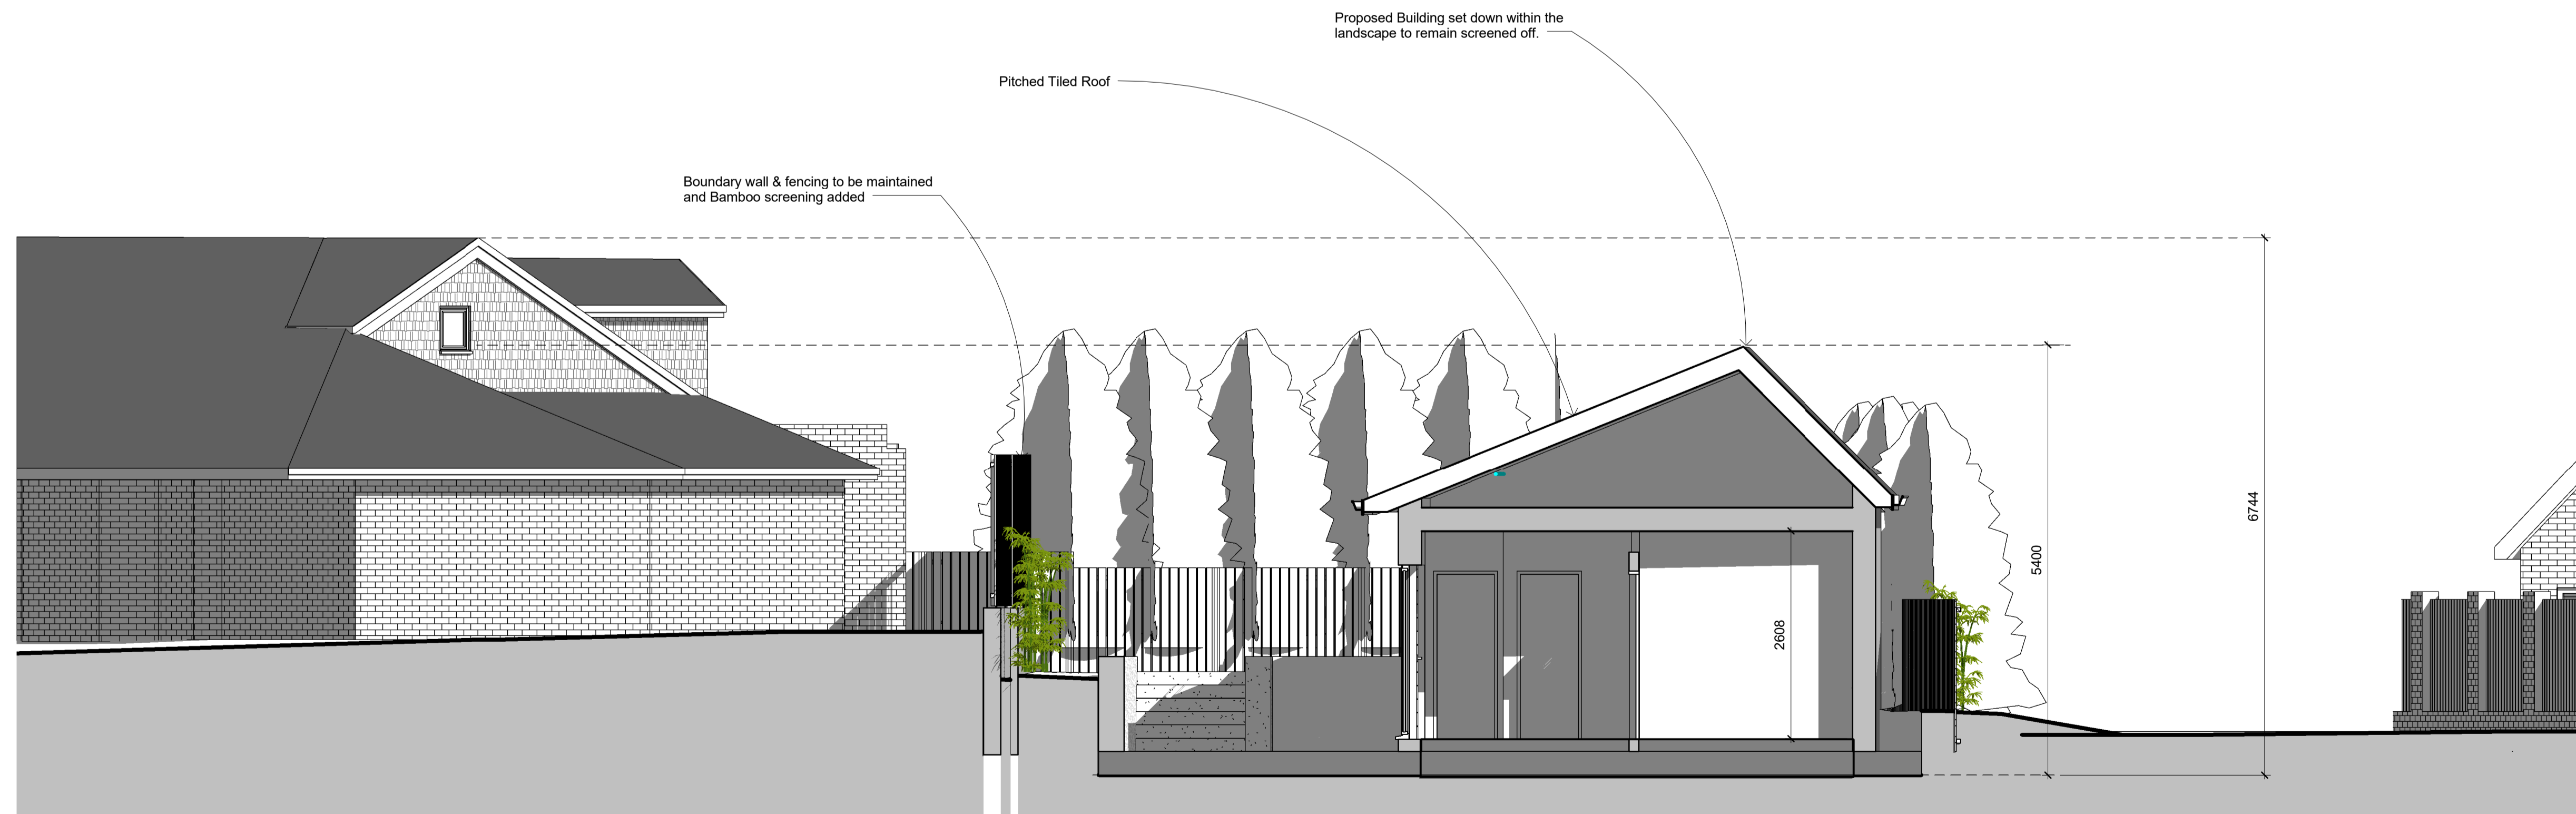 Proposed Building set down within the
landscape to remain screened off.
Pitched Tiled Roof
Boundary wall & fencing to be maintained
and Bamboo screening added
6744
5400
2608